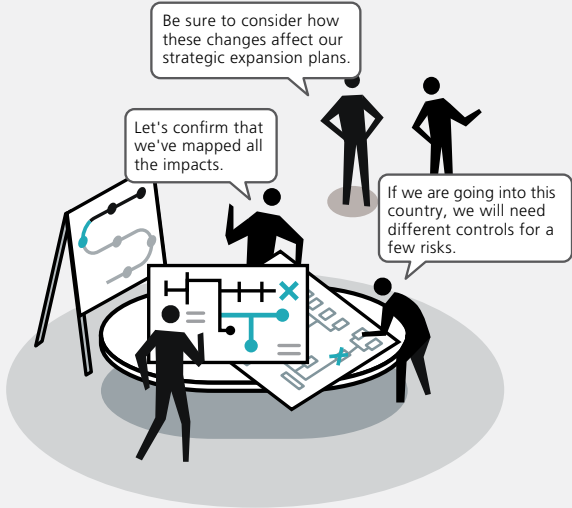 Be sure to consider how
these changes affect our
strategic expansion plans.
Let's confirm that
we've mapped all
the impacts.
If we are going into this
country, we will need
different controls for a
few risks.